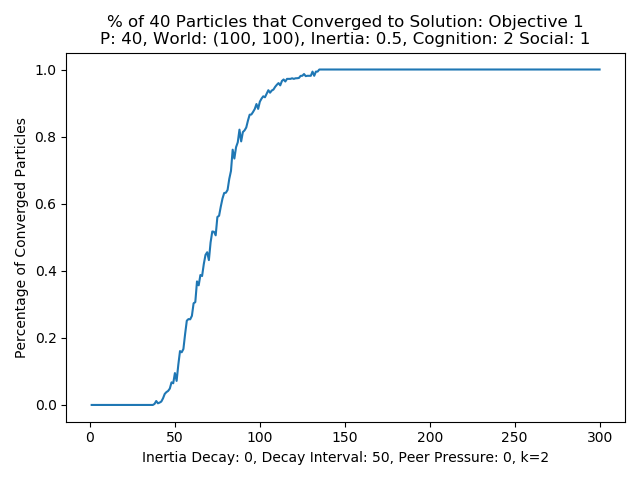 % of 40 Particles that Converged to Solution: Objective 1
P: 40, World: (100, 100), Inertia: 0.5, Cognition: 2 Social: 1
Percentage of Converged Particles
1.0
0.8
0.6
0.4
0.2
0.0
0 50 100 150 200 250 300
Inertia Decay: 0, Decay Interval: 50, Peer Pressure: 0, k=2